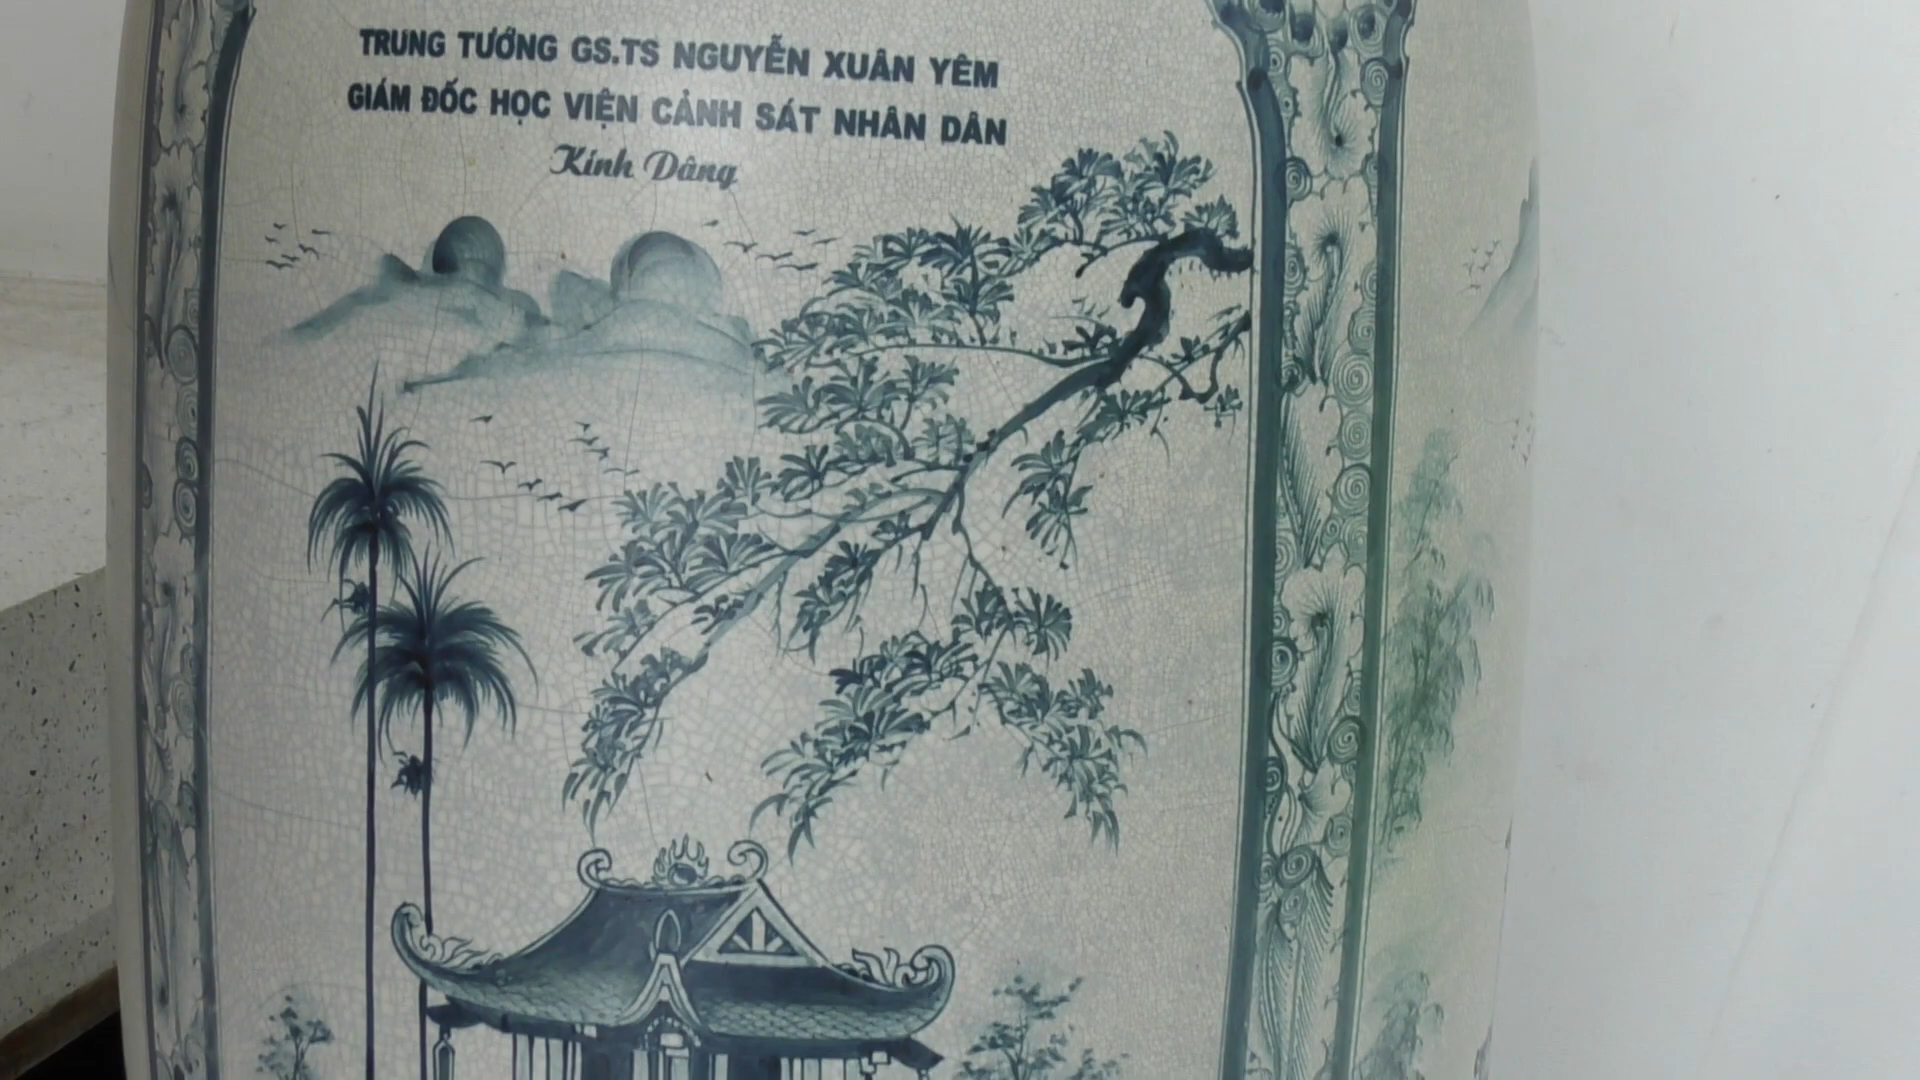 TRUNG TƯỚNG GS.TS NGUYỄN XUÂN YÊM
GIÁM ĐỐC HỌC VIỆN CẢNH SÁT NHÂN DÂN
Kính Dâng